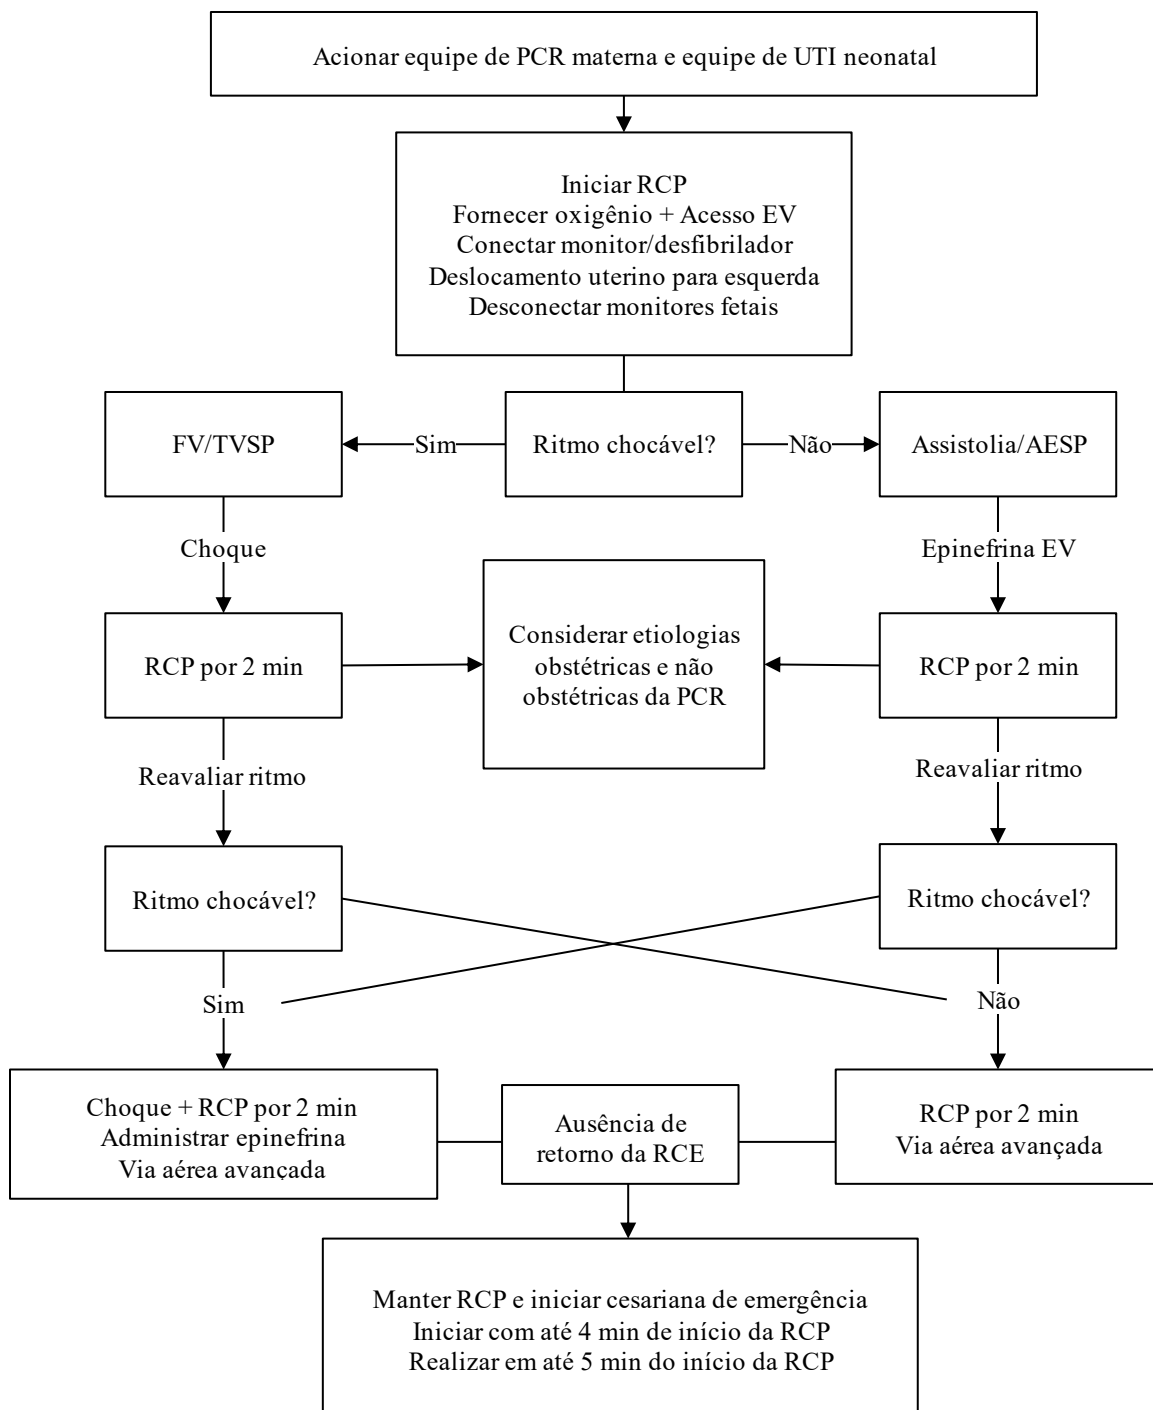 Acionar equipe de PCR materna e equipe de UTI neonatal
Iniciar RCP
Fornecer oxigênio + Acesso EV
Conectar monitor/desfibrilador
Deslocamento uterino para esquerda
Desconectar monitores fetais
FV/TVSP
Sim
Ritmo chocável?
Não
Assistolia/AESP
Choque
Epinefrina EV
RCP por 2 min
Considerar etiologias
obstétricas e não
obstétricas da PCR
RCP por 2 min
Reavaliar ritmo
Reavaliar ritmo
Ritmo chocável?
Ritmo chocável?
Sim
Não
Choque + RCP por 2 min
Administrar epinefrina
Via aérea avançada
Ausência de
retorno da RCE
RCP por 2 min
Via aérea avançada
Manter RCP e iniciar cesariana de emergência
Iniciar com até 4 min de início da RCP
Realizar em até 5 min do início da RCP